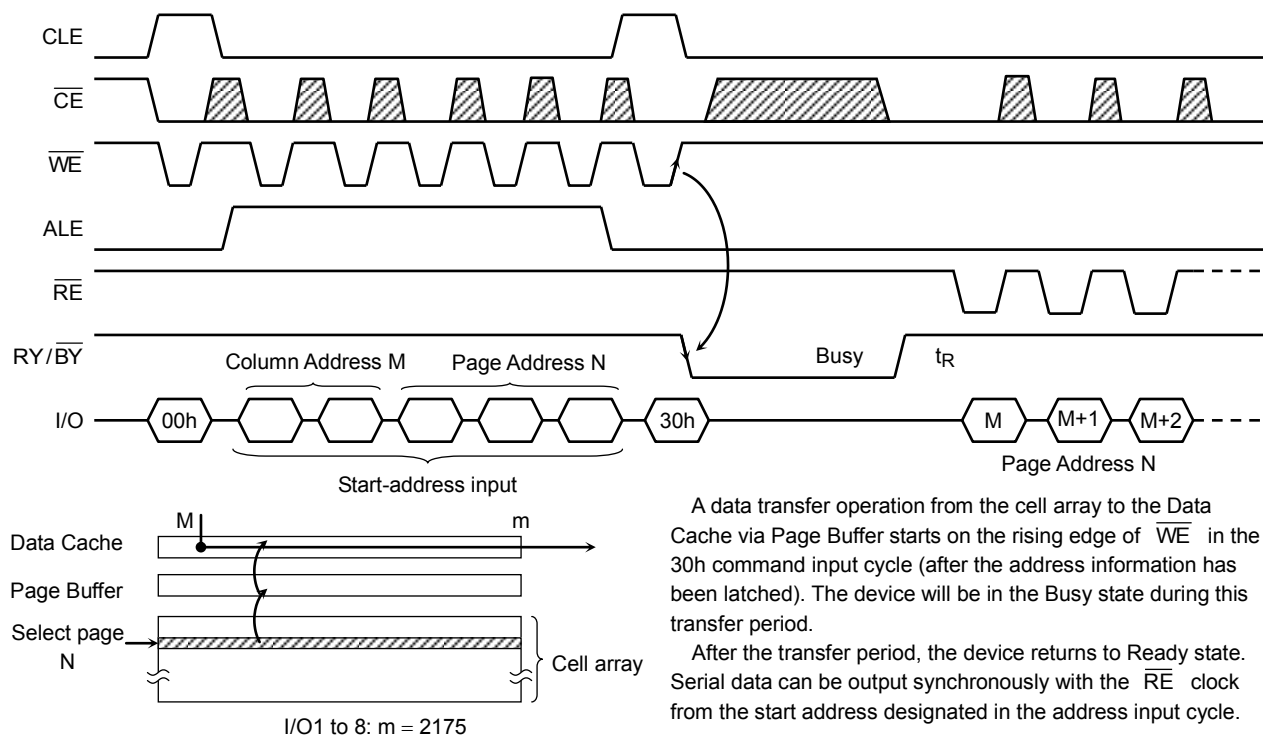 CLE
CE
WE
ALE
RE
RY/BY
Busy
tR
Column Address M
Page Address N
I/O
00h
30h
M
M+1
M+2
Start-address input
Page Address N
M
m
Data Cache
Page Buffer
Select page
N
Cell array
I/O1 to 8: m = 2175
A data transfer operation from the cell array to the Data
Cache via Page Buffer starts on the rising edge of WE in the
30h command input cycle (after the address information has
been latched). The device will be in the Busy state during this
transfer period.
After the transfer period, the device returns to Ready state.
Serial data can be output synchronously with the RE clock
from the start address designated in the address input cycle.